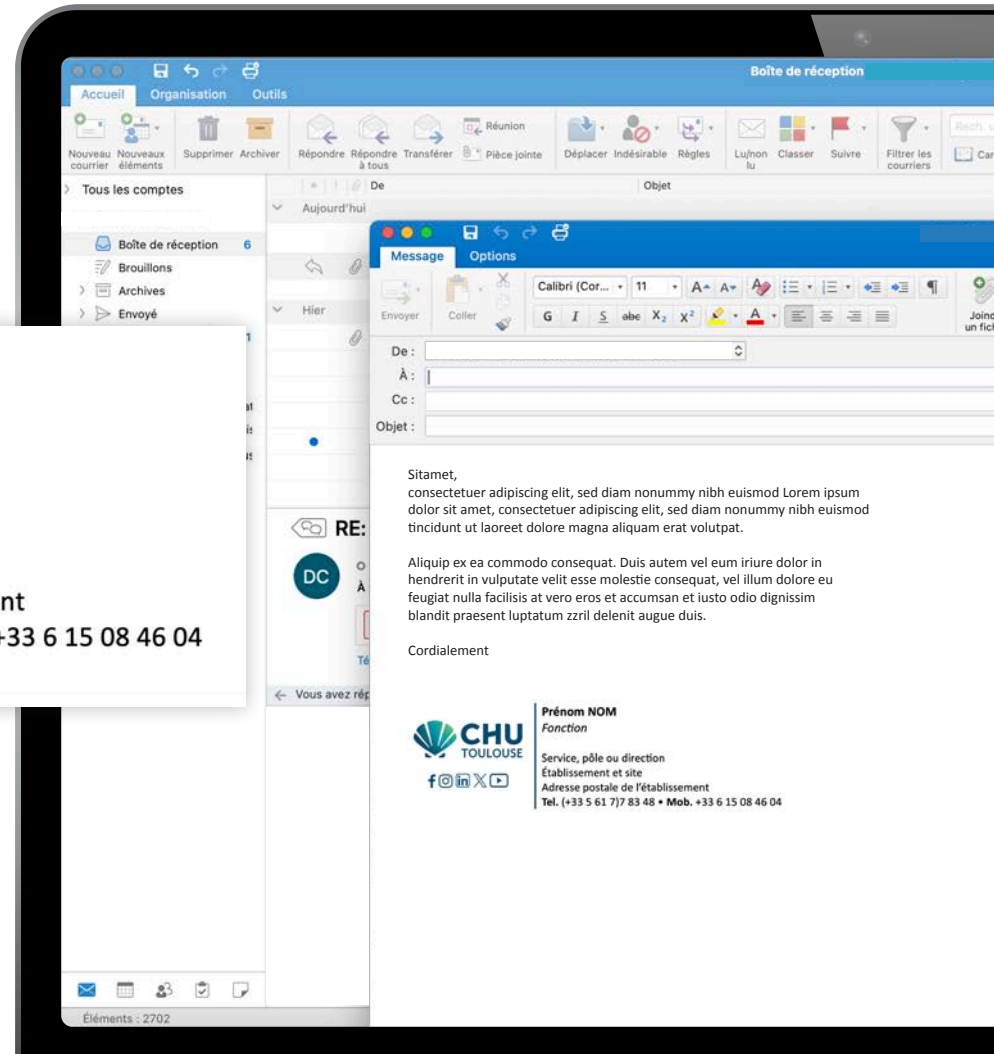 Boîte de réception
Accueil Organisation Outils
Nouveau courrier
Nouveaux éléments
Supprimer
Archiver
Répondre
Répondre à tous
Transférer
Réunion
Pièce jointe
Déplacer
Indésirable
Règles
Lu/non lu
Classer
Suivre
Filtrer les courriers
Tous les comptes
De
Objet
Aujourd'hui
Boîte de réception 6
Brouillons
Archives
Envoyé
Hier
Message Options
Envoyer
Coller
Calibri (Cor... 11
G I S abc X₂ X²
De :
À :
Cc :
Objet :
nt
+33 6 15 08 46 04
RE:
DC
À
Vous avez rép
Sitamet,
consectetuer adipiscing elit, sed diam nonummy nibh euismod Lorem ipsum
dolor sit amet, consectetuer adipiscing elit, sed diam nonummy nibh euismod
tincidunt ut laoreet dolore magna aliquam erat volutpat.
Aliquip ex ea commodo consequat. Duis autem vel eum iriure dolor in
hendrerit in vulputate velit esse molestie consequat, vel illum dolore eu
feugiat nulla facilisis at vero eros et accumsan et iusto odio dignissim
blandit praesent luptatum zzril delenit augue duis.
Cordialement
CHU
TOULOUSE
Prénom NOM
Fonction
Service, pôle ou direction
Établissement et site
Adresse postale de l'établissement
Tel. (+33 5 61 7)7 83 48 • Mob. +33 6 15 08 46 04
Éléments : 2702